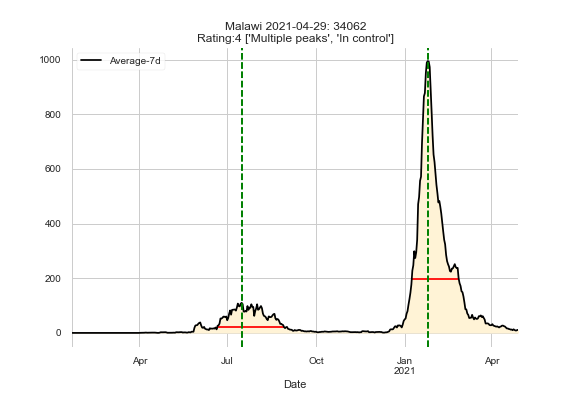 Malawi 2021-04-29: 34062
Rating:4 ['Multiple peaks', 'In control']
Average-7d
1000
800
600
400
200
0
Apr Jul Oct Jan Apr
2021
Date